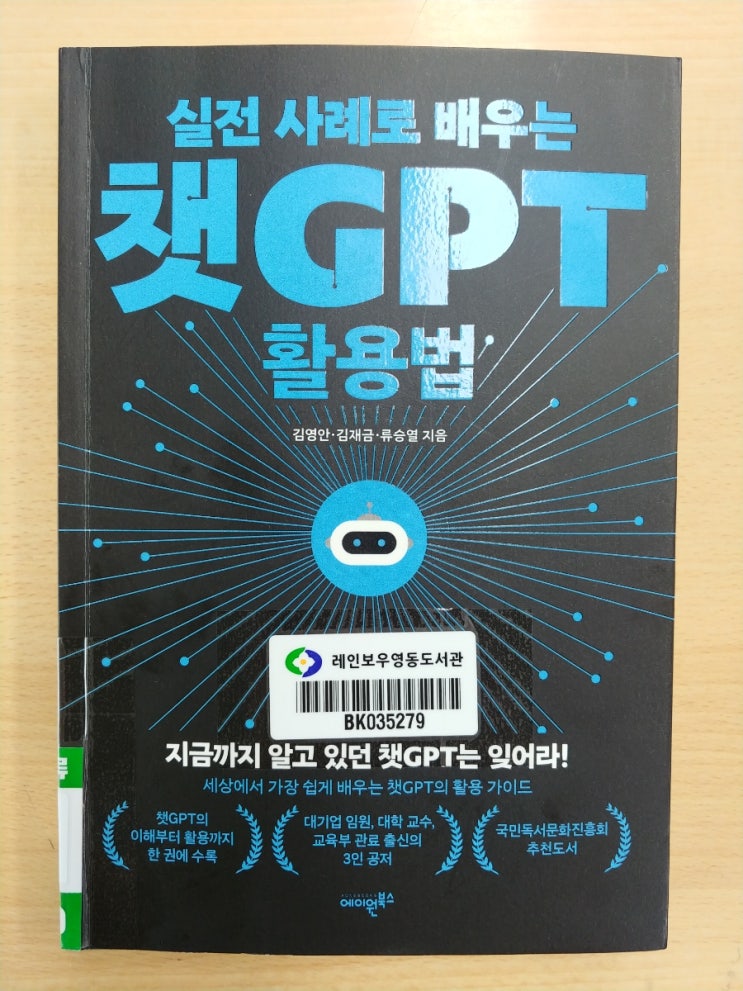 실전 사례로 배우는
챗GPT
활용법
김영안·김재금·류승열 지음
레인보우영동도서관
BK035279
지금까지 알고 있던 챗GPT는 잊어라!
세상에서 가장 쉽게 배우는 챗GPT의 활용 가이드
챗GPT의
이해부터 활용까지
한 권에 수록
대기업 임원, 대학 교수,
교육부 관료 출신의
3인 공저
국민독서문화진흥회
추천도서
에이원북스